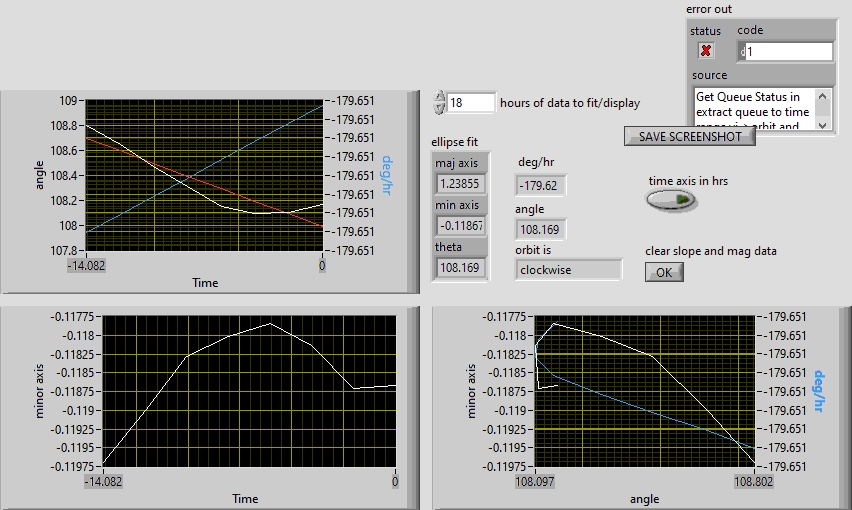 error out
status
code
d1
source
Get Queue Status in
extract queue to time
SAVE SCREENSHOT
18
hours of data to fit/display
109
108.8
108.6
108.4
108.2
108
107.8
angle
-179.651
-179.651
-179.651
-179.651
-179.651
-179.651
-179.651
-179.651
-179.651
deg/hr
-14.082
0
Time
ellipse fit
maj axis
1.23855
min axis
-0.11867
theta
108.169
deg/hr
-179.62
angle
108.169
orbit is
clockwise
time axis in hrs
clear slope and mag data
OK
-0.11775
-0.118
-0.11825
-0.1185
-0.11875
-0.119
-0.11925
-0.1195
-0.11975
minor axis
-14.082
0
Time
-0.11775
-0.118
-0.11825
-0.1185
-0.11875
-0.119
-0.11925
-0.1195
-0.11975
minor axis
-179.651
-179.651
-179.651
-179.651
-179.651
-179.651
-179.651
-179.651
-179.651
deg/hr
108.097
108.802
angle